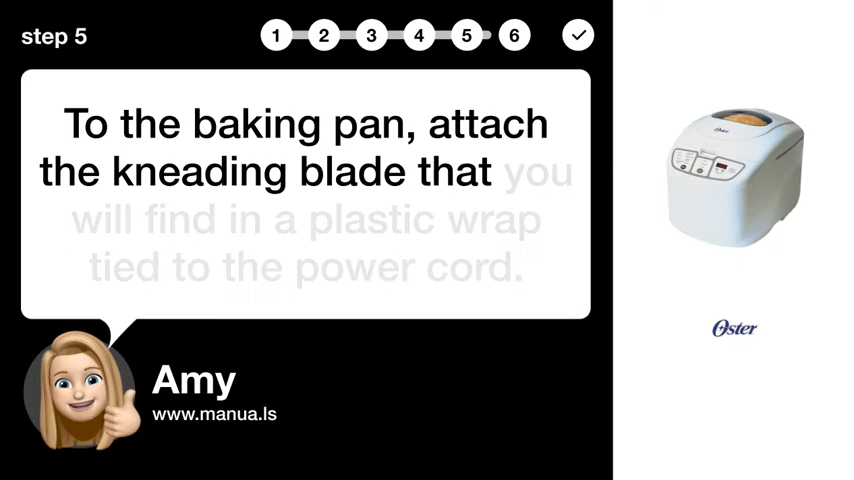 step 5
1 2 3 4 5 6
To the baking pan, attach
the kneading blade that you
will find in a plastic wrap
tied to the power cord.
Amy
www.manua.ls
Oster
Oster